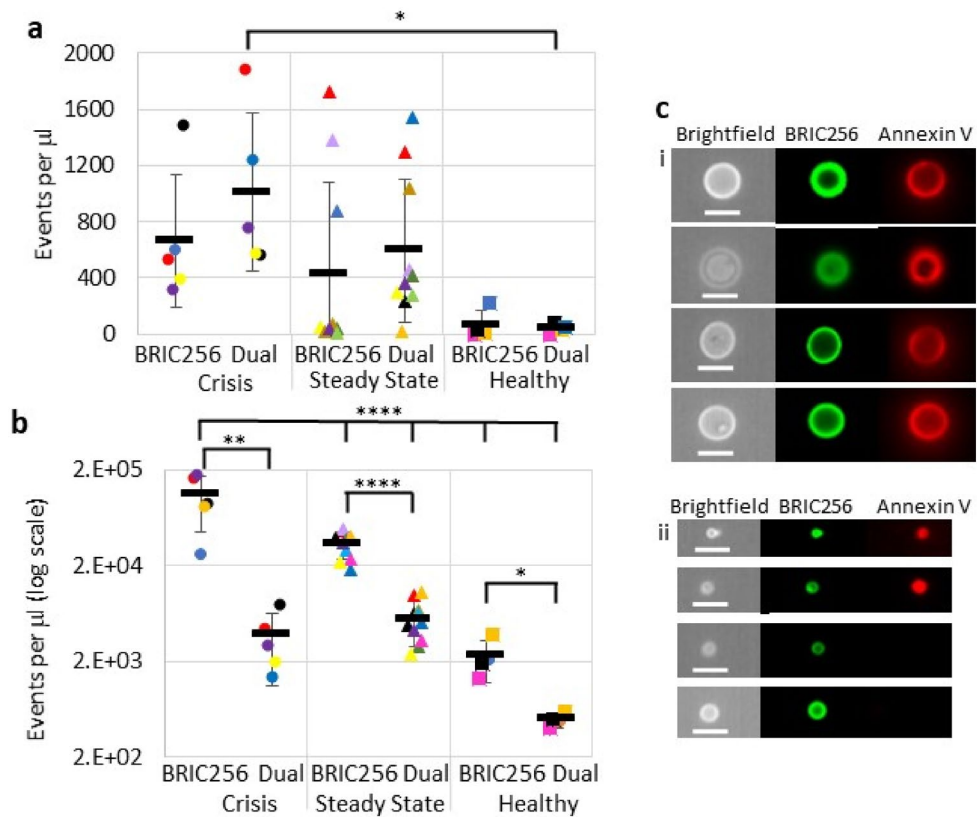 a
*
2000
1600
1200
800
400
0
Events per µl
BRIC256 Dual BRIC256 Dual BRIC256 Dual
Crisis Steady State Healthy
b
****
** **** *
2.E+05
2.E+04
2.E+03
2.E+02
Events per µl (log scale)
BRIC256 Dual BRIC256 Dual BRIC256 Dual
Crisis Steady State Healthy
c
Brightfield BRIC256 Annexin V
i
Brightfield BRIC256 Annexin V
ii